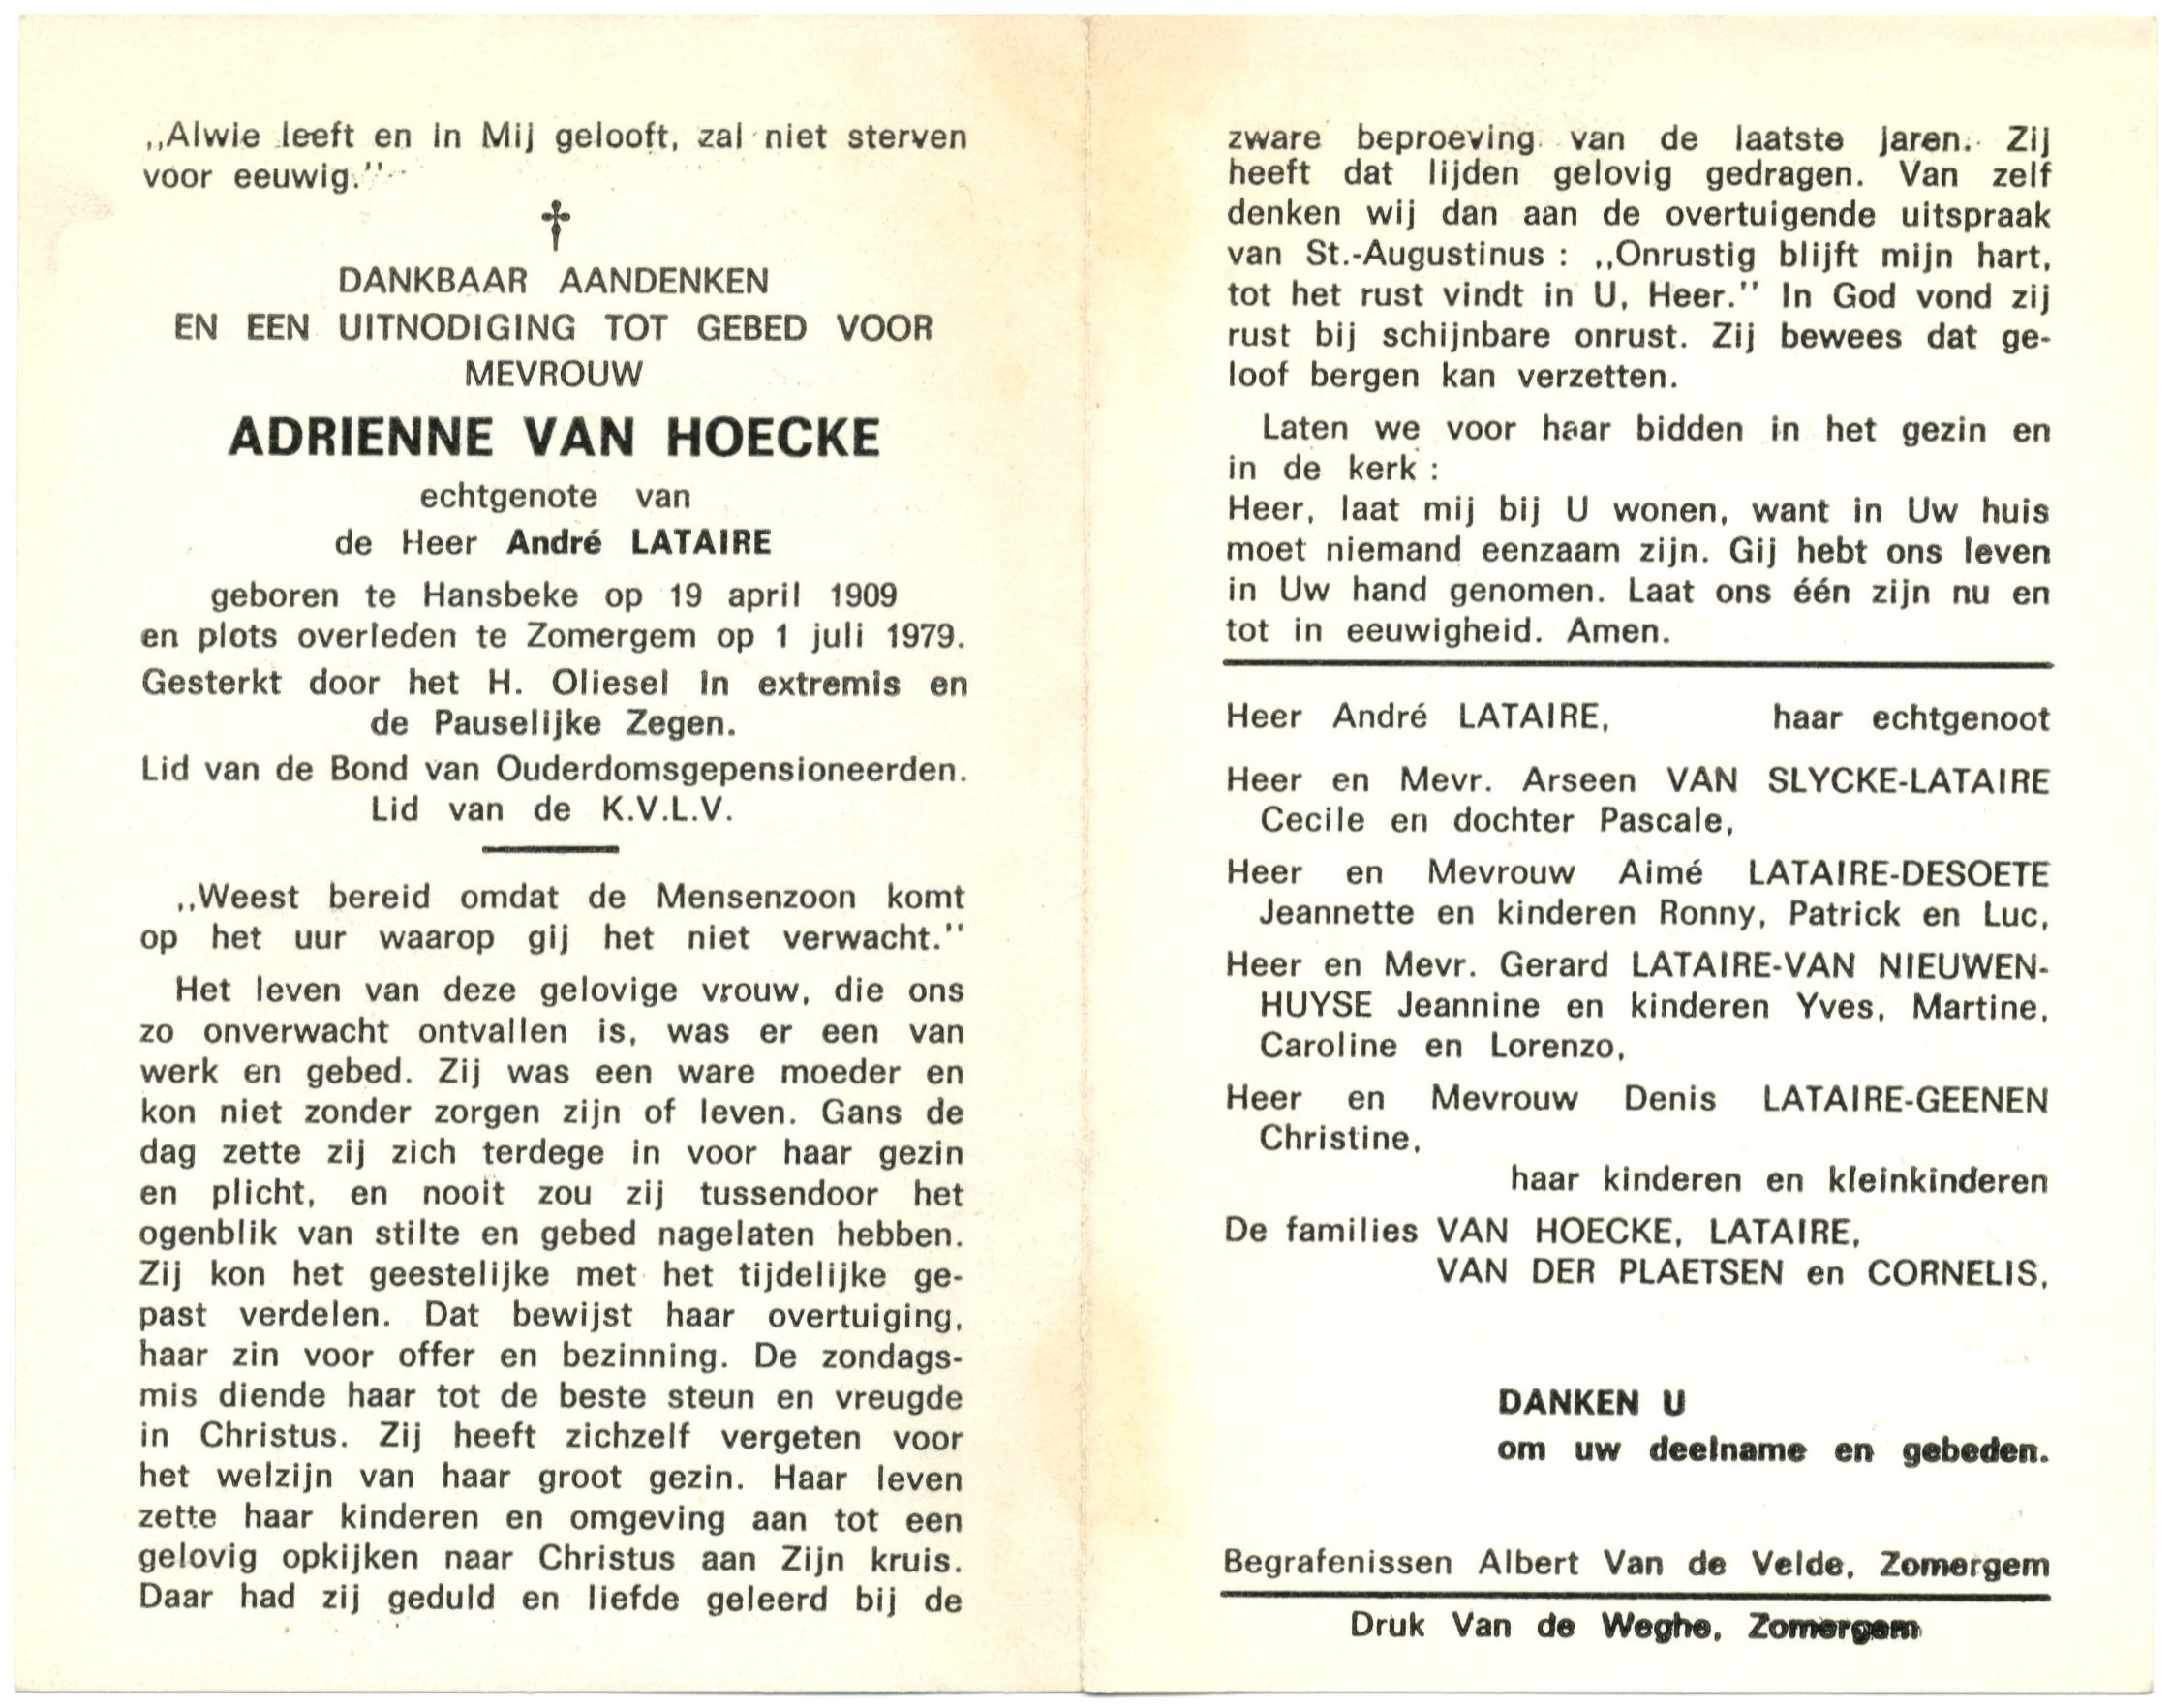 „Alwie leeft en in Mij gelooft, zal niet sterven
voor eeuwig.”
†
DANKBAAR AANDENKEN
EN EEN UITNODIGING TOT GEBED VOOR
MEVROUW
ADRIENNE VAN HOECKE
echtgenote van
de Heer André LATAIRE
geboren te Hansbeke op 19 april 1909
en plots overleden te Zomergem op 1 juli 1979.
Gesterkt door het H. Oliesel in extremis en
de Pauselijke Zegen.
Lid van de Bond van Ouderdomsgepensioneerden.
Lid van de K.V.L.V.
„Weest bereid omdat de Mensenzoon komt
op het uur waarop gij het niet verwacht.”
Het leven van deze gelovige vrouw, die ons
zo onverwacht ontvallen is, was er een van
werk en gebed. Zij was een ware moeder en
kon niet zonder zorgen zijn of leven. Gans de
dag zette zij zich terdege in voor haar gezin
en plicht, en nooit zou zij tussendoor het
ogenblik van stilte en gebed nagelaten hebben.
Zij kon het geestelijke met het tijdelijke ge-
past verdelen. Dat bewijst haar overtuiging,
haar zin voor offer en bezinning. De zondags-
mis diende haar tot de beste steun en vreugde
in Christus. Zij heeft zichzelf vergeten voor
het welzijn van haar groot gezin. Haar leven
zette haar kinderen en omgeving aan tot een
gelovig opkijken naar Christus aan Zijn kruis.
Daar had zij geduld en liefde geleerd bij de
zware beproeving van de laatste jaren. Zij
heeft dat lijden gelovig gedragen. Van zelf
denken wij dan aan de overtuigende uitspraak
van St.-Augustinus : „Onrustig blijft mijn hart,
tot het rust vindt in U, Heer.” In God vond zij
rust bij schijnbare onrust. Zij bewees dat ge-
loof bergen kan verzetten.
Laten we voor haar bidden in het gezin en
in de kerk :
Heer, laat mij bij U wonen, want in Uw huis
moet niemand eenzaam zijn. Gij hebt ons leven
in Uw hand genomen. Laat ons één zijn nu en
tot in eeuwigheid. Amen.
Heer André LATAIRE, haar echtgenoot
Heer en Mevr. Arseen VAN SLYCKE-LATAIRE
Cecile en dochter Pascale,
Heer en Mevrouw Aimé LATAIRE-DESOETE
Jeannette en kinderen Ronny, Patrick en Luc,
Heer en Mevr. Gerard LATAIRE-VAN NIEUWEN-
HUYSE Jeannine en kinderen Yves, Martine,
Caroline en Lorenzo,
Heer en Mevrouw Denis LATAIRE-GEENEN
Christine,
haar kinderen en kleinkinderen
De families VAN HOECKE, LATAIRE,
VAN DER PLAETSEN en CORNELIS,
DANKEN U
om uw deelname en gebeden.
Begrafenissen Albert Van de Velde, Zomergem
Druk Van de Weghe, Zomergem